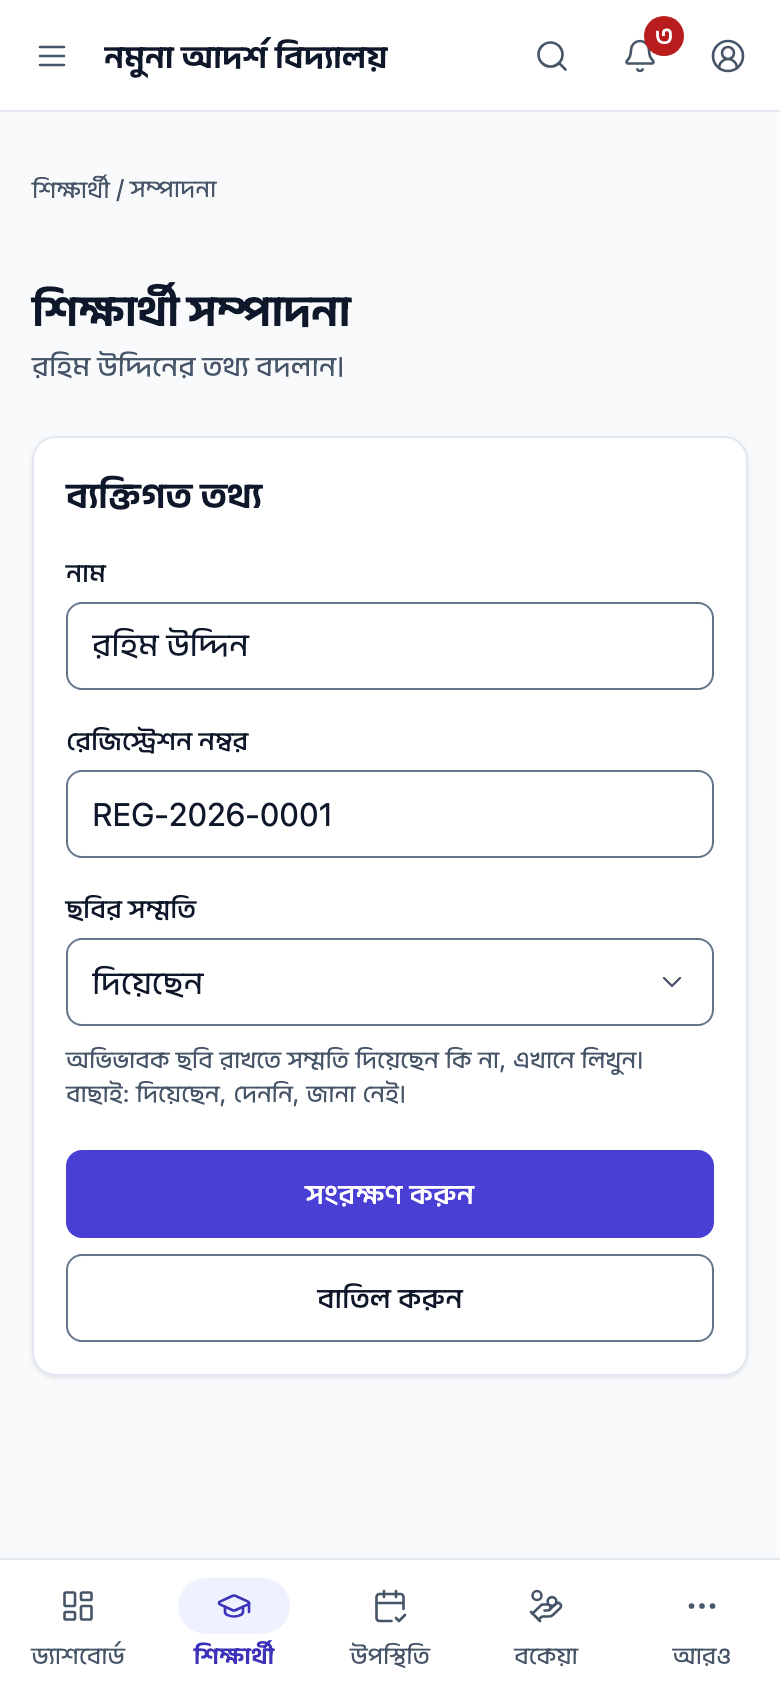 নমুনা আদর্শ বিদ্যালয়
৩
শিক্ষার্থী / সম্পাদনা
শিক্ষার্থী সম্পাদনা
রহিম উদ্দিনের তথ্য বদলান।
ব্যক্তিগত তথ্য
নাম
রহিম উদ্দিন
রেজিস্ট্রেশন নম্বর
REG-2026-0001
ছবির সম্মতি
দিয়েছেন
অভিভাবক ছবি রাখতে সম্মতি দিয়েছেন কি না, এখানে লিখুন।
বাছাই: দিয়েছেন, দেননি, জানা নেই।
সংরক্ষণ করুন
বাতিল করুন
ড্যাশবোর্ড
শিক্ষার্থী
উপস্থিতি
বকেয়া
আরও